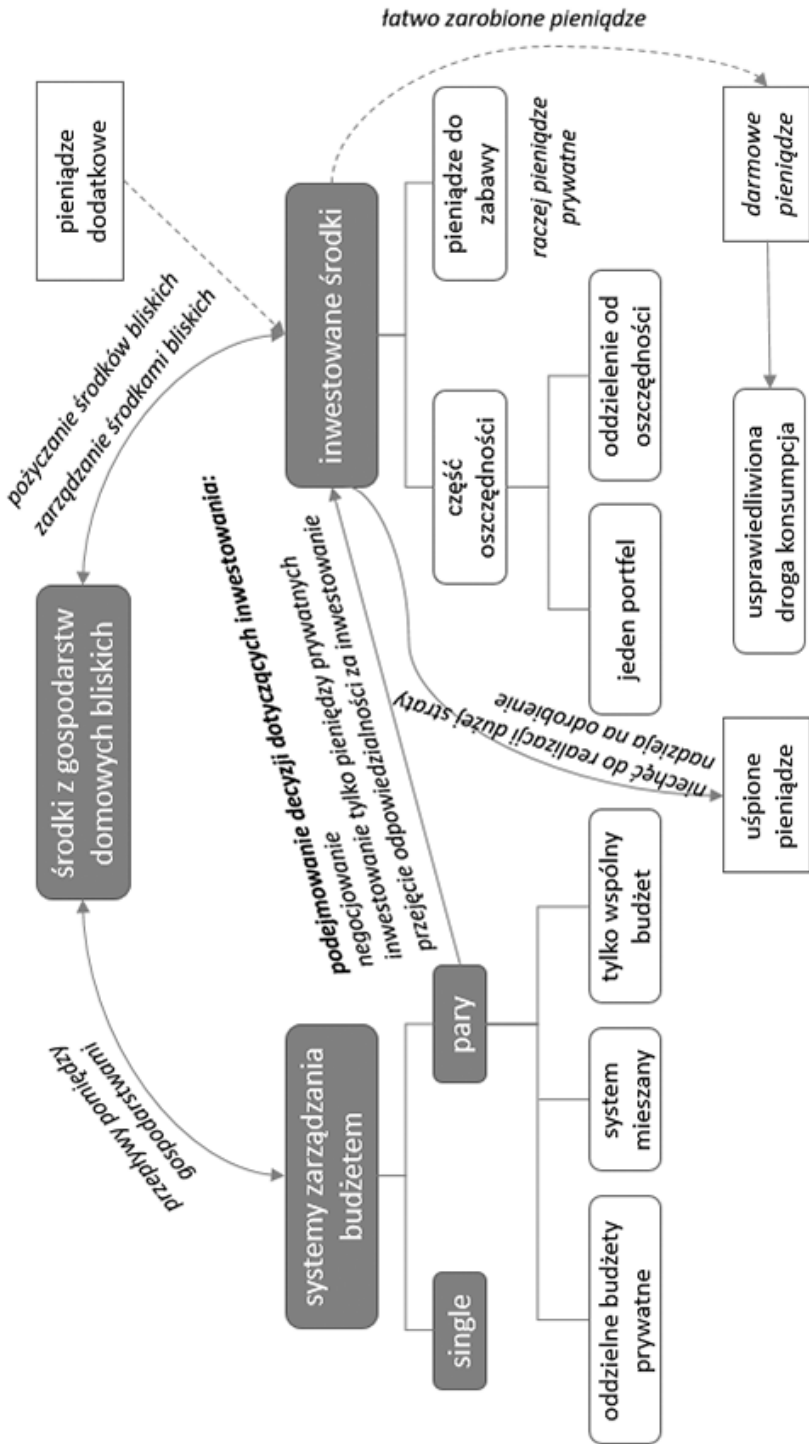 środki z gospodarstw
domowych bliskich
pieniądze
dodatkowe
przepływy pomiędzy
gospodarstwami
pożyczanie środków bliskich
zarządzanie środkami bliskich
systemy zarządzania
budżetem
inwestowane środki
łatwo zarobione pieniądze
podejmowanie decyzji dotyczących inwestowania:
negocjowanie
inwestowanie tylko pieniędzy prywatnych
przejęcie odpowiedzialności za inwestowanie
single
pary
część
oszczędności
pieniądze do
zabawy
raczej pieniądze
prywatne
oddzielne budżety
prywatne
system
mieszany
tylko wspólny
budżet
niechęć do realizacji dużej straty
nadzieja na odrobienie
jeden portfel
oddzielenie od
oszczędności
uśpione
pieniądze
usprawiedliwiona
droga konsumpcja
darmowe
pieniądze